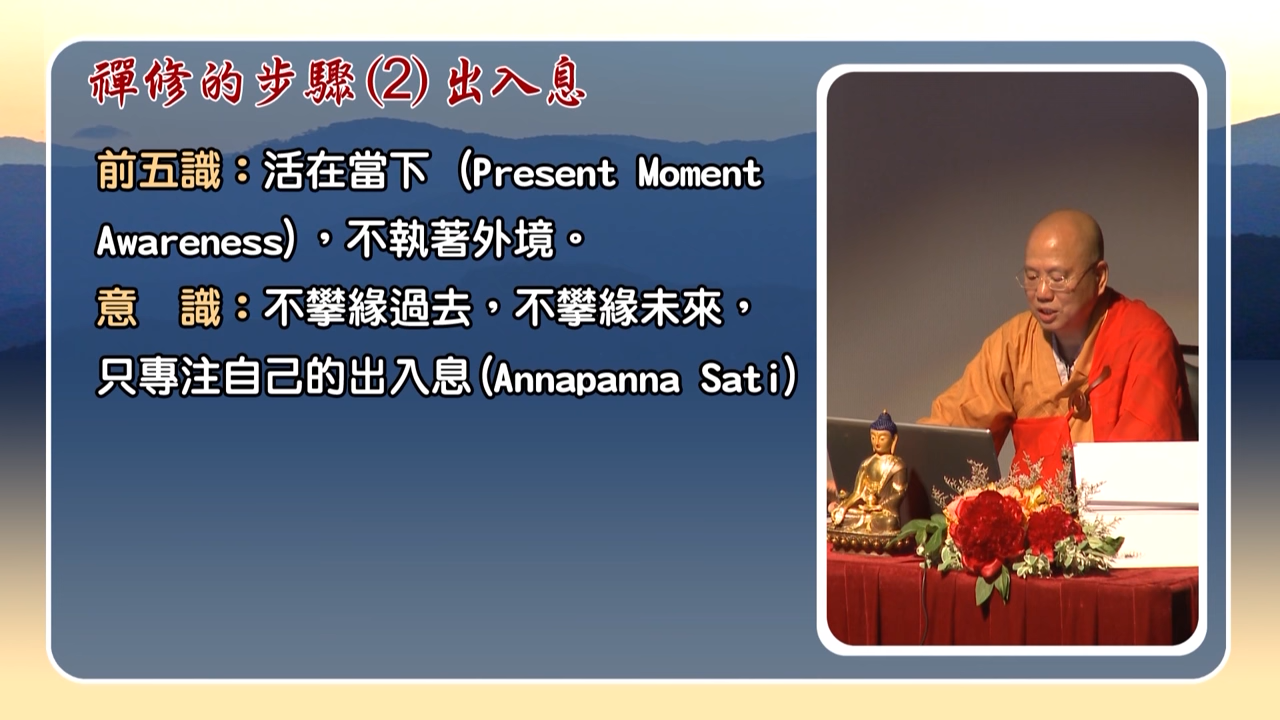 禪修的步驟(2)出入息
前五識：活在當下 (Present Moment
Awareness)，不執著外境。
意　識：不攀緣過去，不攀緣未來，
只專注自己的出入息(Annapanna Sati)